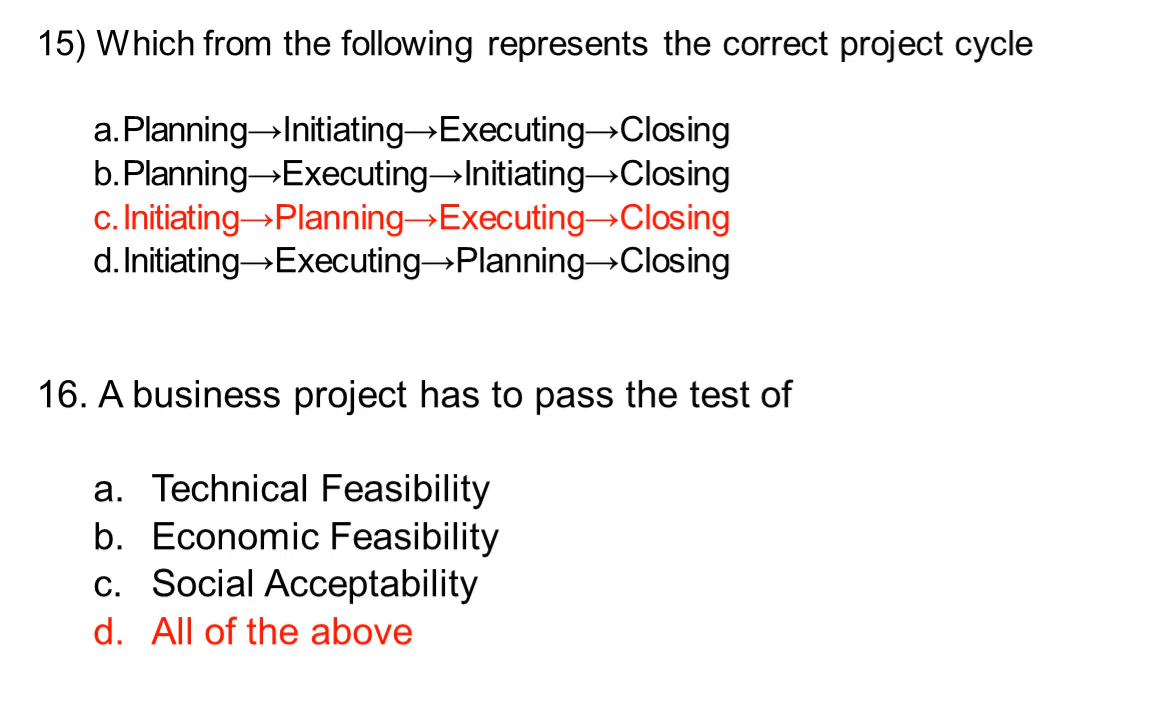 15) Which from the following represents the correct project cycle
a. Planning→Initiating→Executing→Closing
b. Planning→Executing→Initiating→Closing
c. Initiating→Planning→Executing→Closing
d. Initiating→Executing→Planning→Closing
16. A business project has to pass the test of
a. Technical Feasibility
b. Economic Feasibility
c. Social Acceptability
d. All of the above